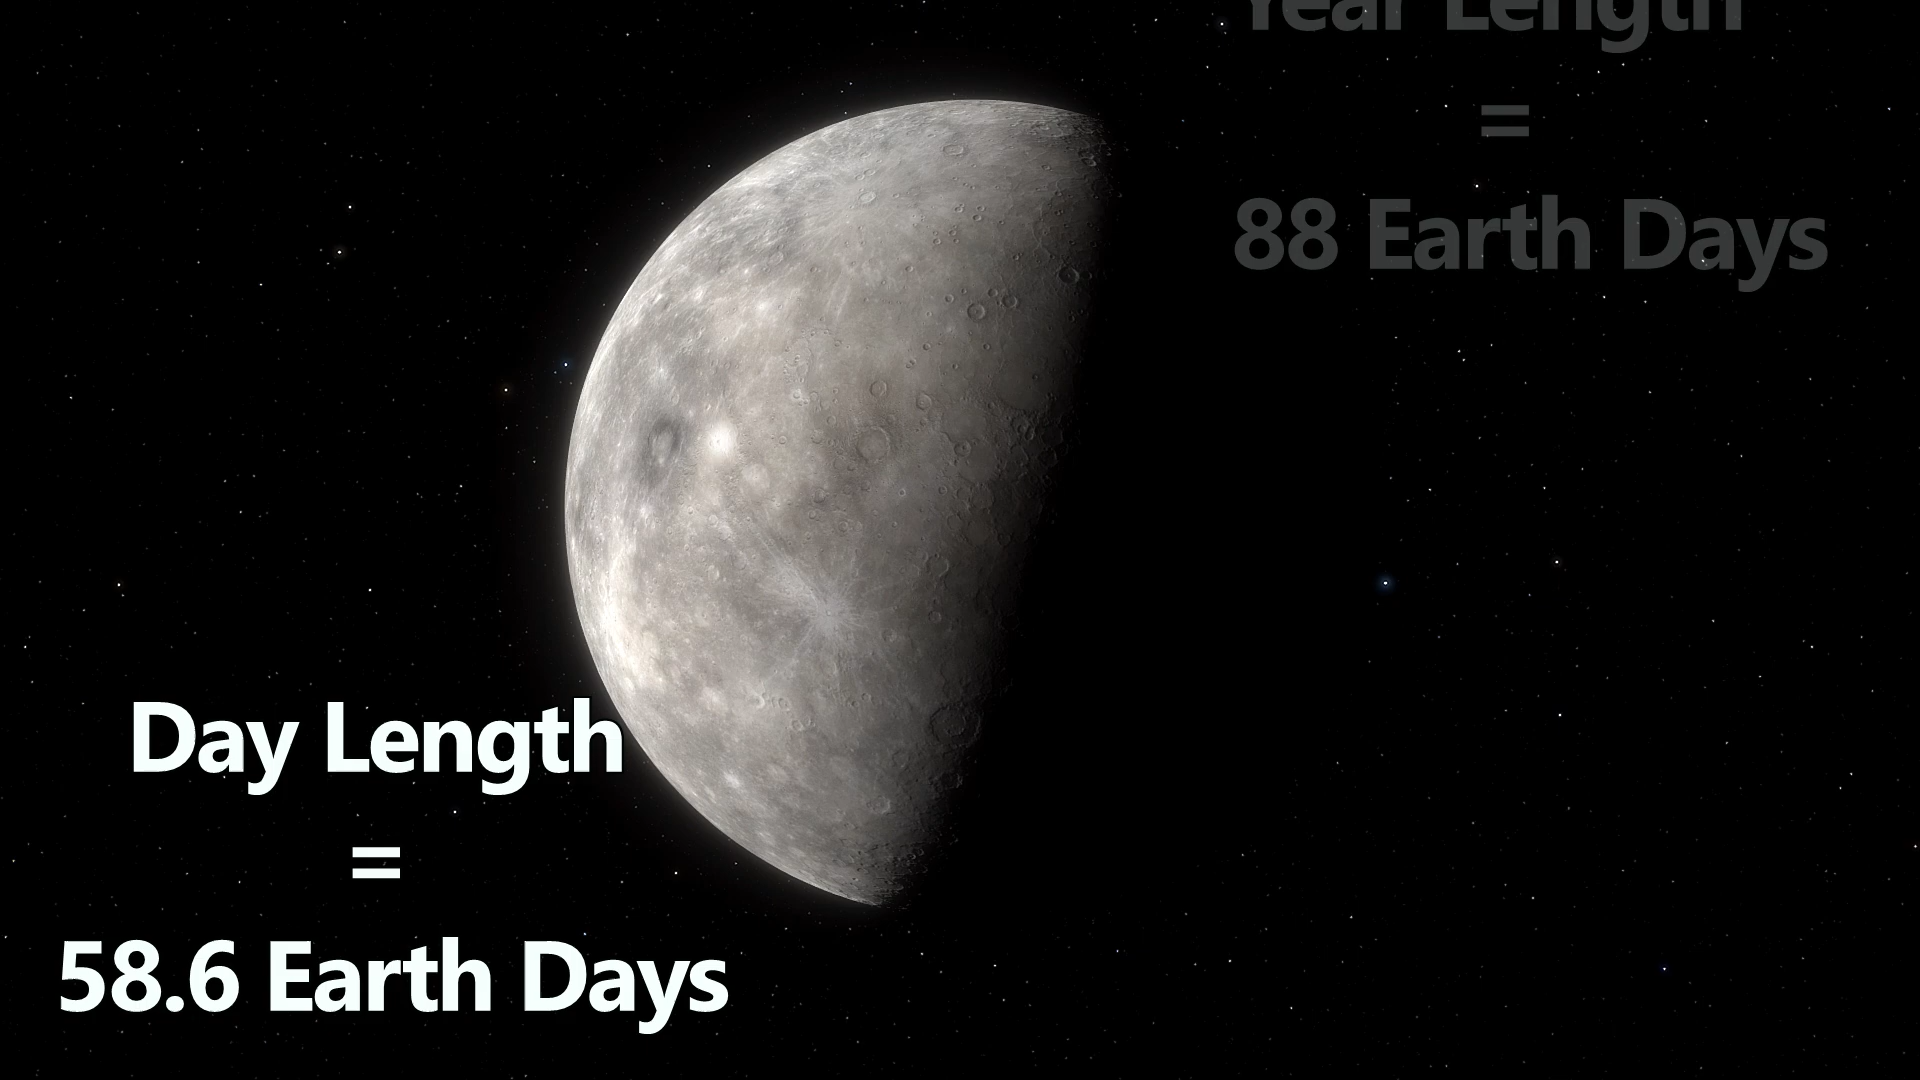 Year Length
=
88 Earth Days
Day Length
=
58.6 Earth Days